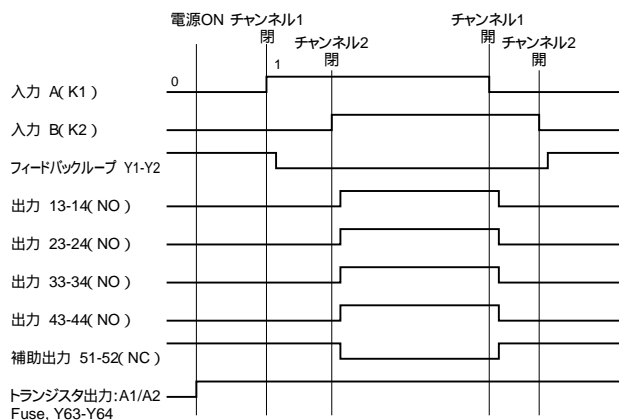 電源ON チャンネル1 チャンネル1
閉 チャンネル2 開 チャンネル2
閉 開
0 1
入力 A( K1 )
入力 B( K2 )
フィードバックループ Y1-Y2
出力 13-14( NO )
出力 23-24( NO )
出力 33-34( NO )
出力 43-44( NO )
補助出力 51-52( NC )
トランジスタ出力:A1/A2
Fuse, Y63-Y64